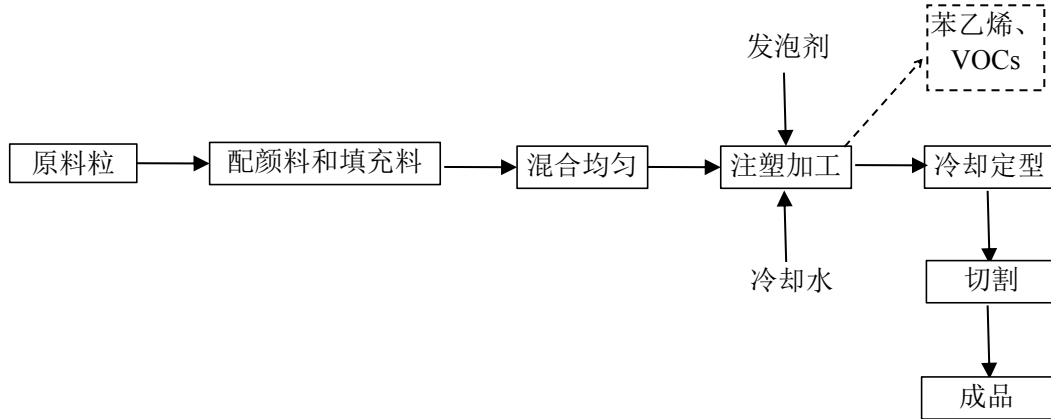 苯乙烯、
VOCs
发泡剂
原料粒
配颜料和填充料
混合均匀
注塑加工
冷却定型
冷却水
切割
成品